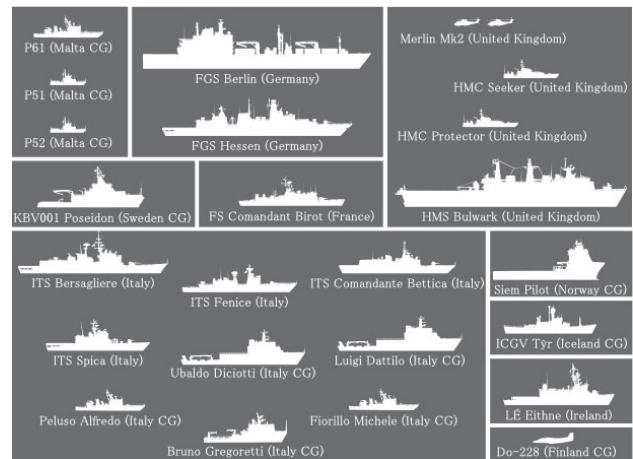 P61 (Malta CG)
P51 (Malta CG)
P52 (Malta CG)
FGS Berlin (Germany)
FGS Hessen (Germany)
Merlin Mk2 (United Kingdom)
HMC Seeker (United Kingdom)
HMC Protector (United Kingdom)
HMS Bulwark (United Kingdom)
KBV001 Poseidon (Sweden CG)
FS Comandant Birot (France)
ITS Bersagliere (Italy)
ITS Fenice (Italy)
ITS Comandante Bettica (Italy)
ITS Spica (Italy)
Ubaldo Diciotti (Italy CG)
Luigi Dattilo (Italy CG)
Peluso Alfredo (Italy CG)
Bruno Gregoretti (Italy CG)
Fiorillo Michele (Italy CG)
Siem Pilot (Norway CG)
ICGV Týr (Iceland CG)
LÉ Eithne (Ireland)
Do-228 (Finland CG)